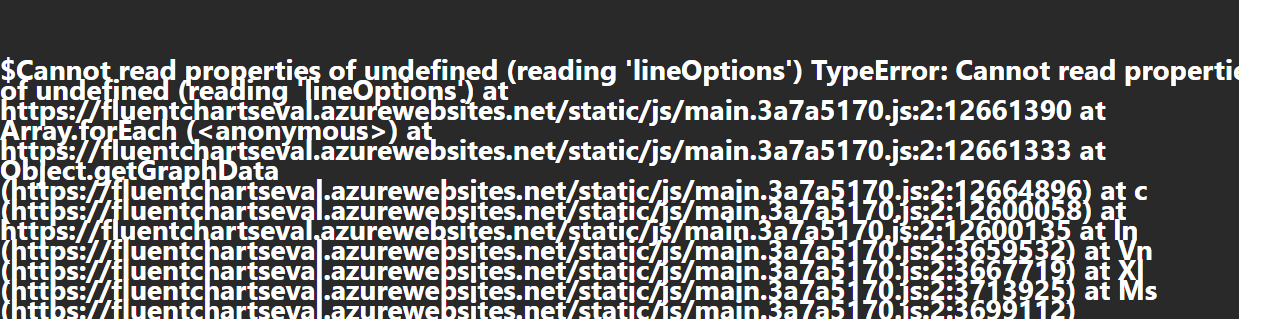 $Cannot read properties of undefined (reading 'lineOptions') TypeError: Cannot read propertie
of undefined (reading 'lineOptions') at
https://fluentchartseval.azurewebsites.net/static/js/main.3a7a5170.js:2:12661390 at
Array.forEach (<anonymous>) at
https://fluentchartseval.azurewebsites.net/static/js/main.3a7a5170.js:2:12661333 at
Object.getGraphData
(https://fluentchartseval.azurewebsites.net/static/js/main.3a7a5170.js:2:12664896) at c
(https://fluentchartseval.azurewebsites.net/static/js/main.3a7a5170.js:2:12600058) at
https://fluentchartseval.azurewebsites.net/static/js/main.3a7a5170.js:2:12600135 at ln
(https://fluentchartseval.azurewebsites.net/static/js/main.3a7a5170.js:2:3659532) at Vn
(https://fluentchartseval.azurewebsites.net/static/js/main.3a7a5170.js:2:3667719) at Xl
(https://fluentchartseval.azurewebsites.net/static/js/main.3a7a5170.js:2:3713925) at Ms
(https://fluentchartseval.azurewebsites.net/static/js/main.3a7a5170.js:2:3699112)